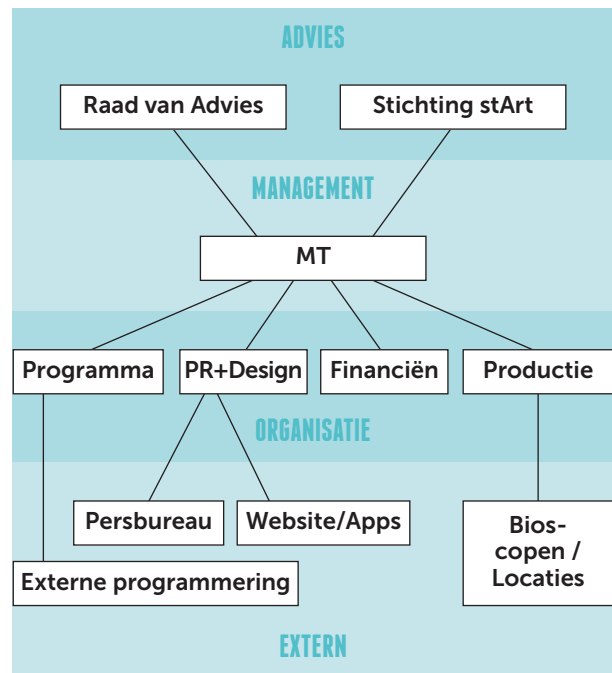 ADVIES
Raad van Advies
Stichting stArt
MANAGEMENT
MT
Programma
PR+Design
Financiën
Productie
ORGANISATIE
Persbureau
Website/Apps
Bios-
copen /
Locaties
Externe programmering
EXTERN